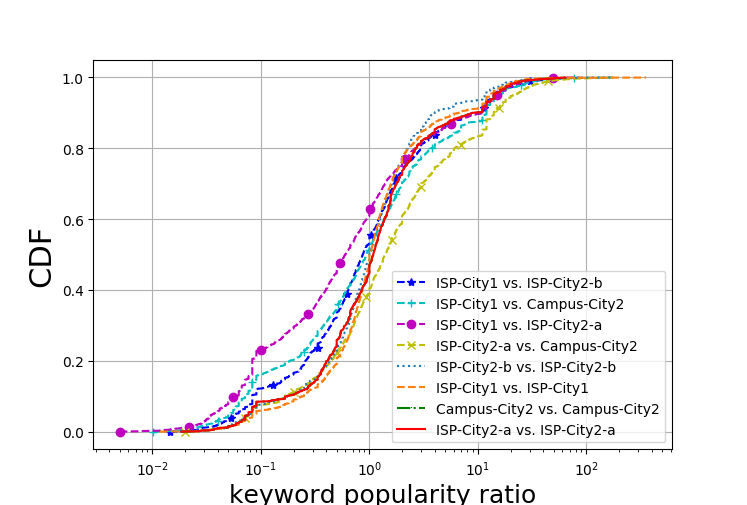 CDF
1.0
0.8
0.6
0.4
0.2
0.0
ISP-City1 vs. ISP-City2-b
ISP-City1 vs. Campus-City2
ISP-City1 vs. ISP-City2-a
ISP-City2-a vs. Campus-City2
ISP-City2-b vs. ISP-City2-b
ISP-City1 vs. ISP-City1
Campus-City2 vs. Campus-City2
ISP-City2-a vs. ISP-City2-a
10⁻² 10⁻¹ 10⁰ 10¹ 10²
keyword popularity ratio